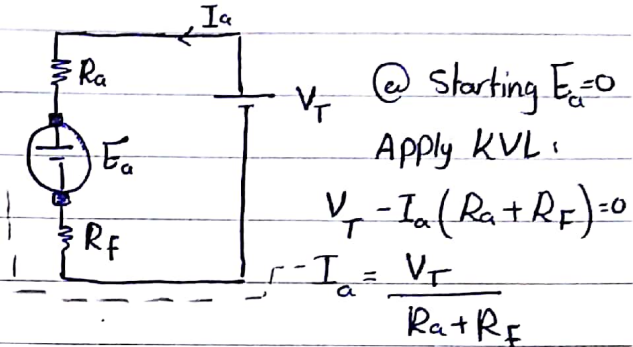 Ia
Ra
VT
@ Starting Ea=0
Apply KVL:
Ea
VT - Ia(Ra + RF)=0
RF
Ia = VT / Ra+RF